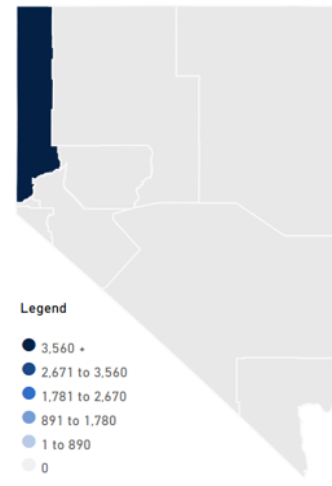 Legend
3,560 +
2,671 to 3,560
1,781 to 2,670
891 to 1,780
1 to 890
0